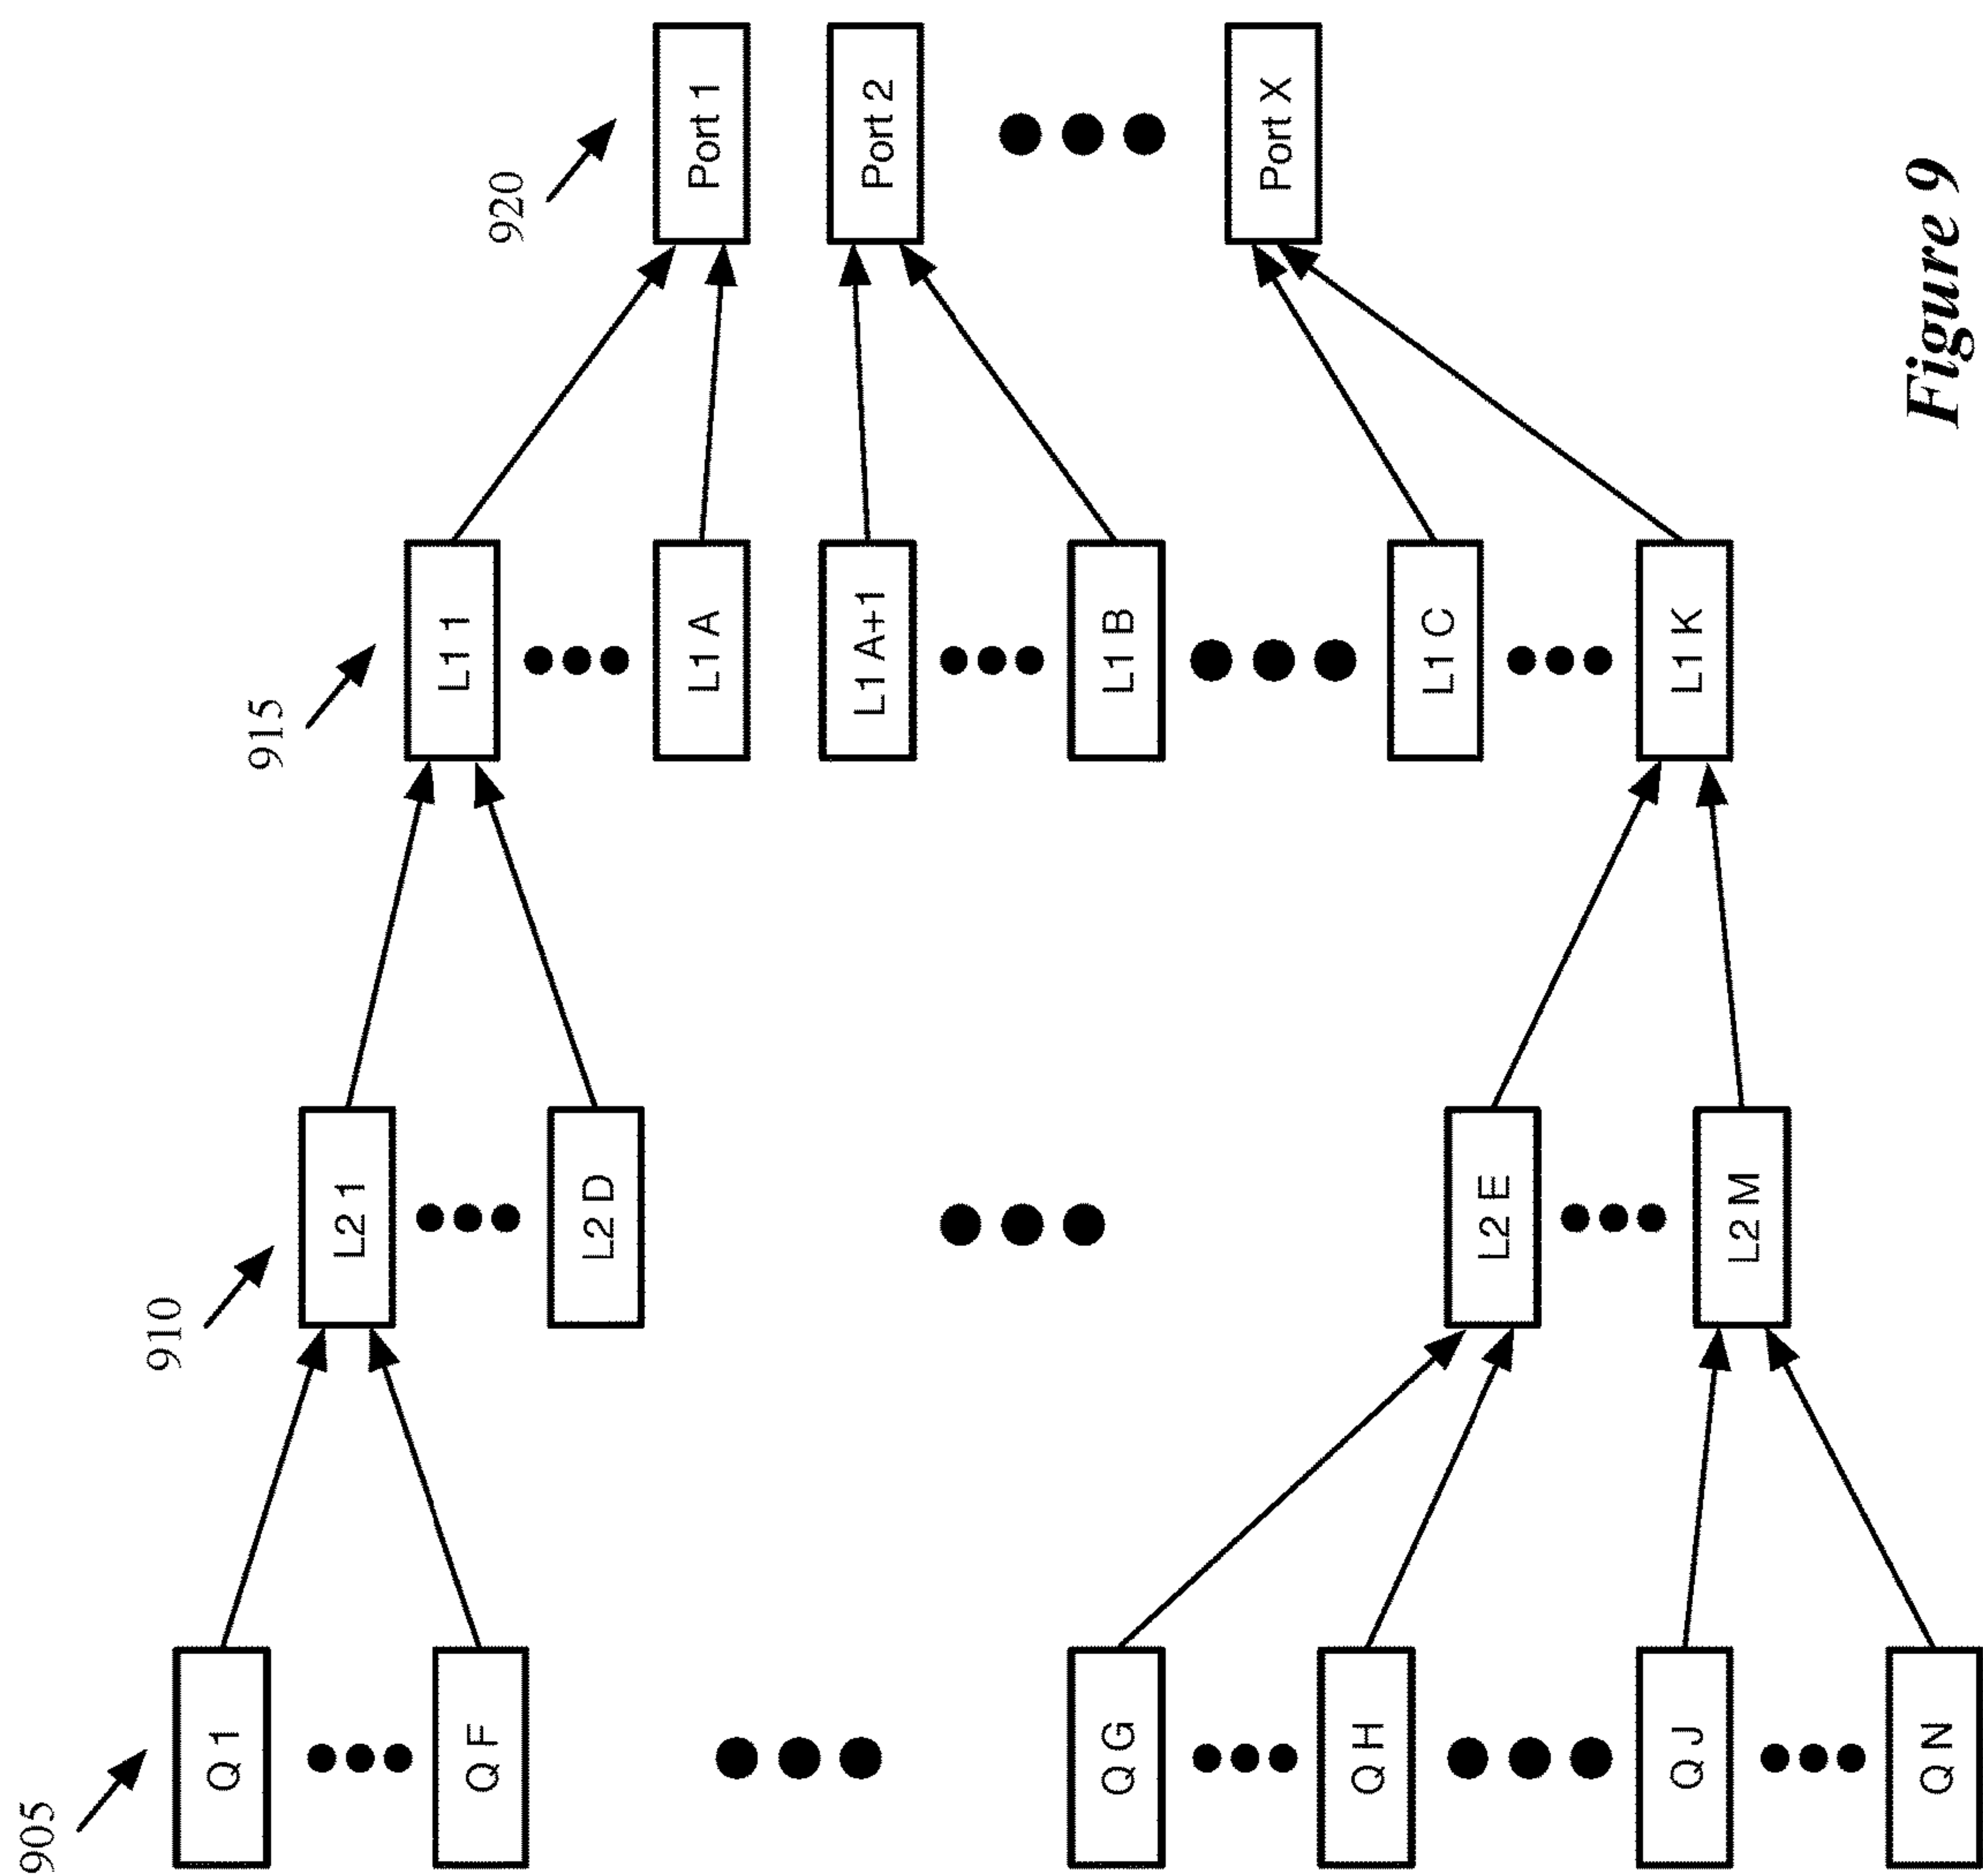 905
Q 1
Q F
Q G
Q H
Q J
Q N
910
L2 1
L2 D
L2 E
L2 M
915
L1 1
L1 A
L1 A+1
L1 B
L1 C
L1 K
920
Port 1
Port 2
Port X
Figure 9